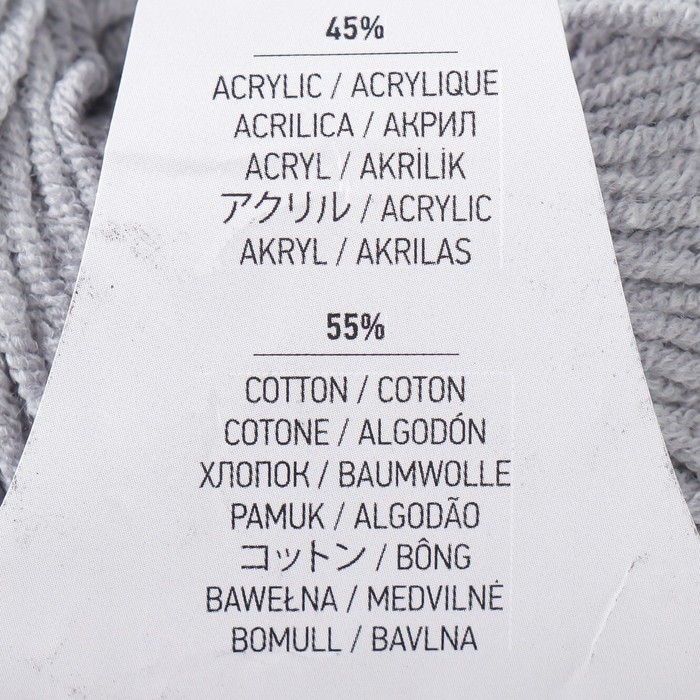 45%
ACRYLIC / ACRYLIQUE
ACRILICA / АКРИЛ
ACRYL / AKRİLİK
アクリル / ACRYLIC
AKRYL / AKRILAS
55%
COTTON / COTON
COTONE / ALGODÓN
ХЛОПОК / BAUMWOLLE
PAMUK / ALGODÃO
コットン / BÔNG
BAWEŁNA / MEDVILNĖ
BOMULL / BAVLNA